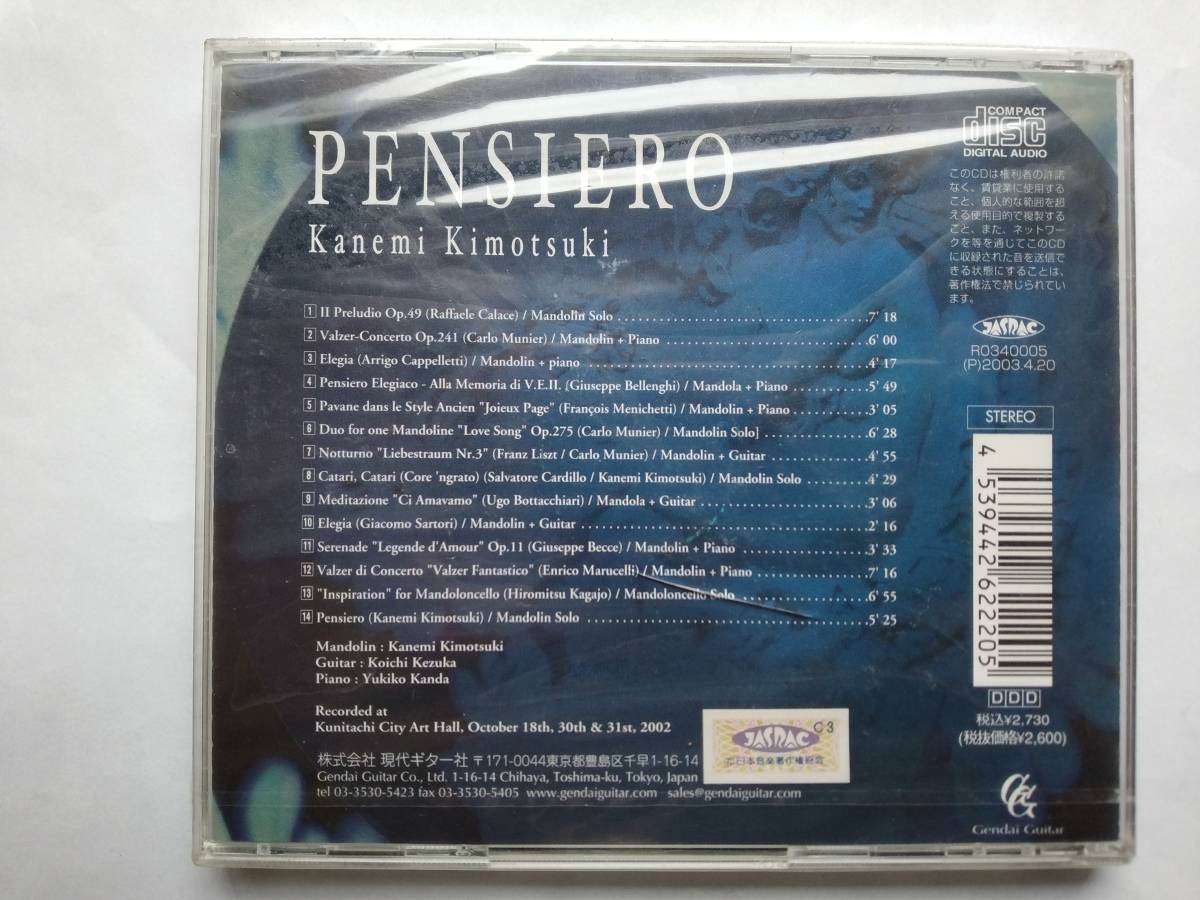 PENSIERO
Kanemi Kimotsuki
1 II Preludio Op.49 (Raffaele Calace) / Mandolin Solo 7' 18
2 Valzer-Concerto Op.241 (Carlo Munier) / Mandolin + Piano 6' 00
3 Elegia (Arrigo Cappelletti) / Mandolin + piano 4' 17
4 Pensiero Elegiaco - Alla Memoria di V.E.II. (Giuseppe Bellenghi) / Mandola + Piano 5' 49
5 Pavane dans le Style Ancien "Joieux Page" (François Menichetti) / Mandolin + Piano 3' 05
6 Duo for one Mandoline "Love Song" Op.275 (Carlo Munier) / Mandolin Solo] 6' 28
7 Notturno "Liebestraum Nr.3" (Franz Liszt / Carlo Munier) / Mandolin + Guitar 4' 55
8 Catari, Catari (Core 'ngrato) (Salvatore Cardillo / Kanemi Kimotsuki) / Mandolin Solo 4' 29
9 Meditazione "Ci Amavamo" (Ugo Bottacchiari) / Mandola + Guitar 3' 06
10 Elegia (Giacomo Sartori) / Mandolin + Guitar 2' 16
11 Serenade "Legende d'Amour" Op.11 (Giuseppe Becce) / Mandolin + Piano 3' 33
12 Valzer di Concerto "Valzer Fantastico" (Enrico Marucelli) / Mandolin + Piano 7' 16
13 "Inspiration" for Mandoloncello (Hiromitsu Kagajo) / Mandoloncello Solo 6' 55
14 Pensiero (Kanemi Kimotsuki) / Mandolin Solo 5' 25
Mandolin : Kanemi Kimotsuki
Guitar : Koichi Kezuka
Piano : Yukiko Kanda
Recorded at
Kunitachi City Art Hall, October 18th, 30th & 31st, 2002
株式会社 現代ギター社 〒171-0044東京都豊島区千早1-16-14
Gendai Guitar Co., Ltd. 1-16-14 Chihaya, Toshima-ku, Tokyo, Japan
tel 03-3530-5423 fax 03-3530-5405 www.gendaiguitar.com sales@gendaiguitar.com
C3
JASRAC
日本音楽著作権協会
COMPACT
disc
DIGITAL AUDIO
このCDは権利者の許諾
なく、賃貸業に使用する
こと、個人的な範囲を超
える使用目的で複製する
こと、また、ネットワーク
を等を通じてこのCD
に収録された音を送信で
きる状態にすることは、
著作権法で禁じられてい
ます。
JASRAC
R0340005
(P)2003.4.20
STEREO
4 539442 622205
DDD
税込¥2,730
(税抜価格¥2,600)
GG
Gendai Guitar